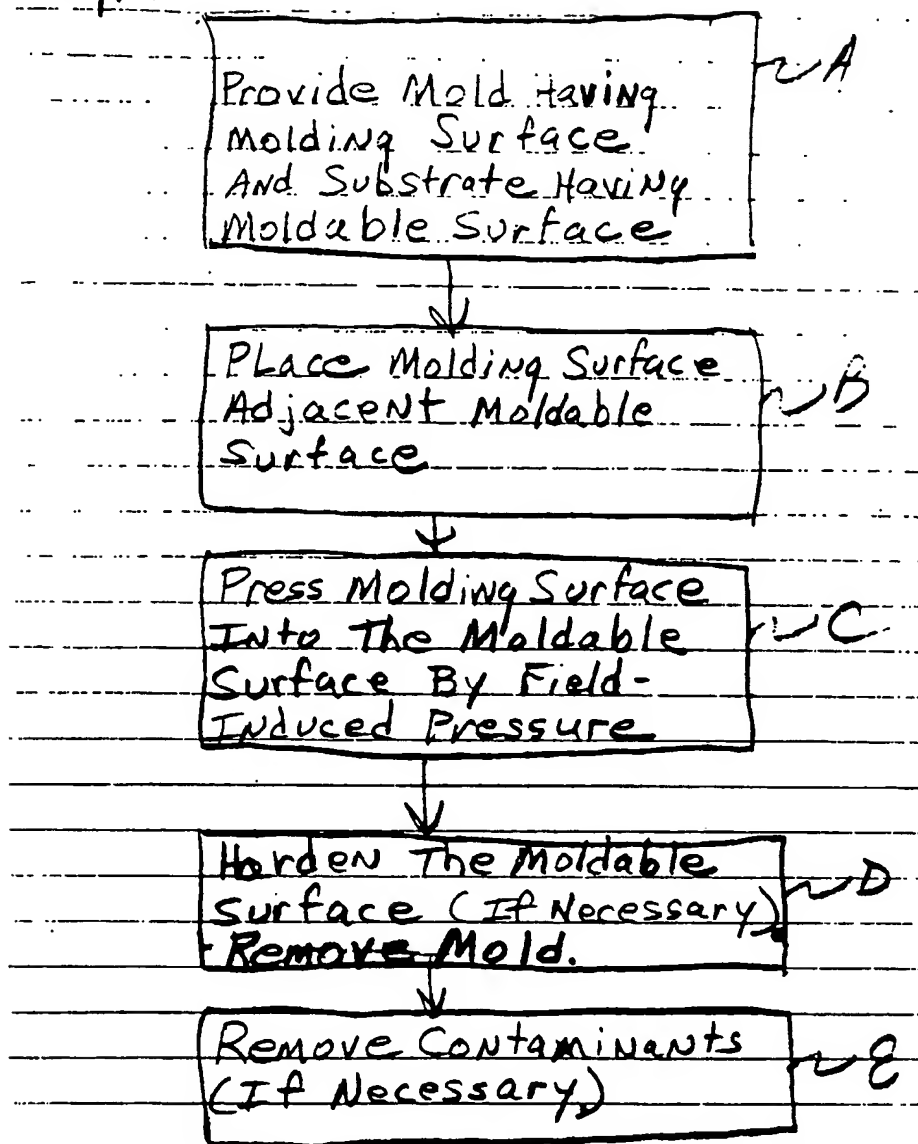 Provide Mold Having
Molding Surface
And Substrate Having
Moldable Surface
A
Place Molding Surface
Adjacent Moldable
Surface
B
Press Molding Surface
Into The Moldable
Surface By Field-
Induced Pressure
C
Harden The Moldable
Surface (If Necessary).
Remove Mold.
D
Remove Contaminants
(If Necessary)
E